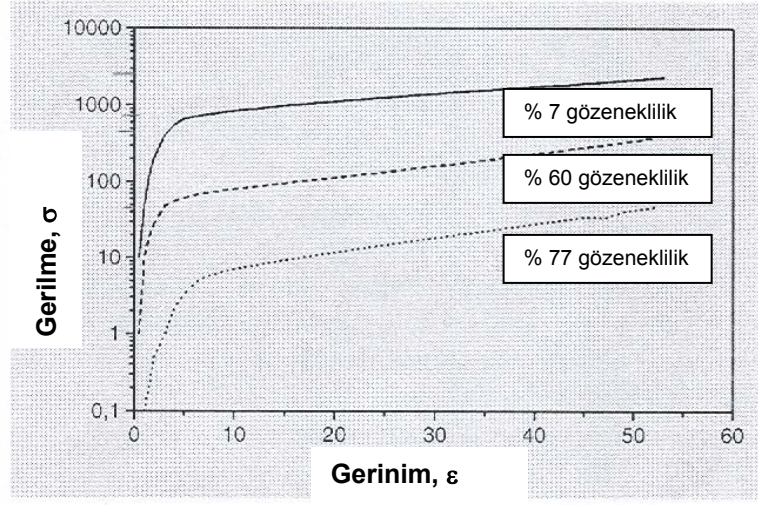 10000
1000
100
10
1
0,1
Gerilme, σ
% 7 gözeneklilik
% 60 gözeneklilik
% 77 gözeneklilik
0 10 20 30 40 50 60
Gerinim, ε